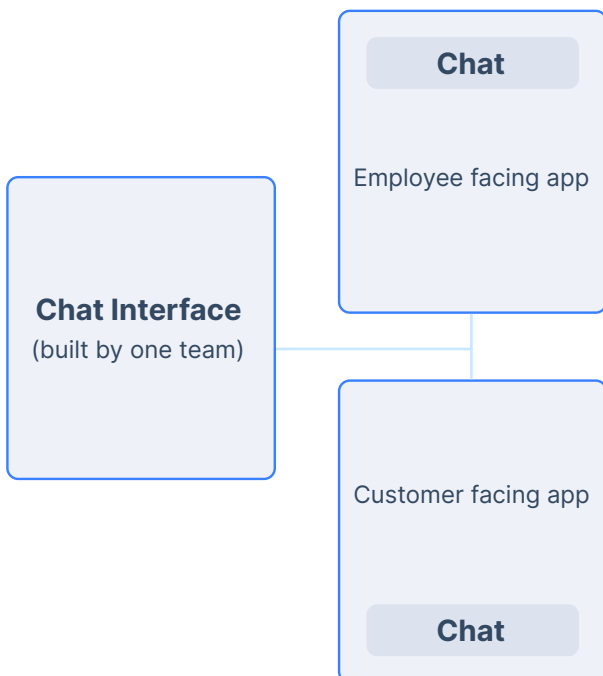 Chat
Employee facing app
Chat Interface
(built by one team)
Customer facing app
Chat